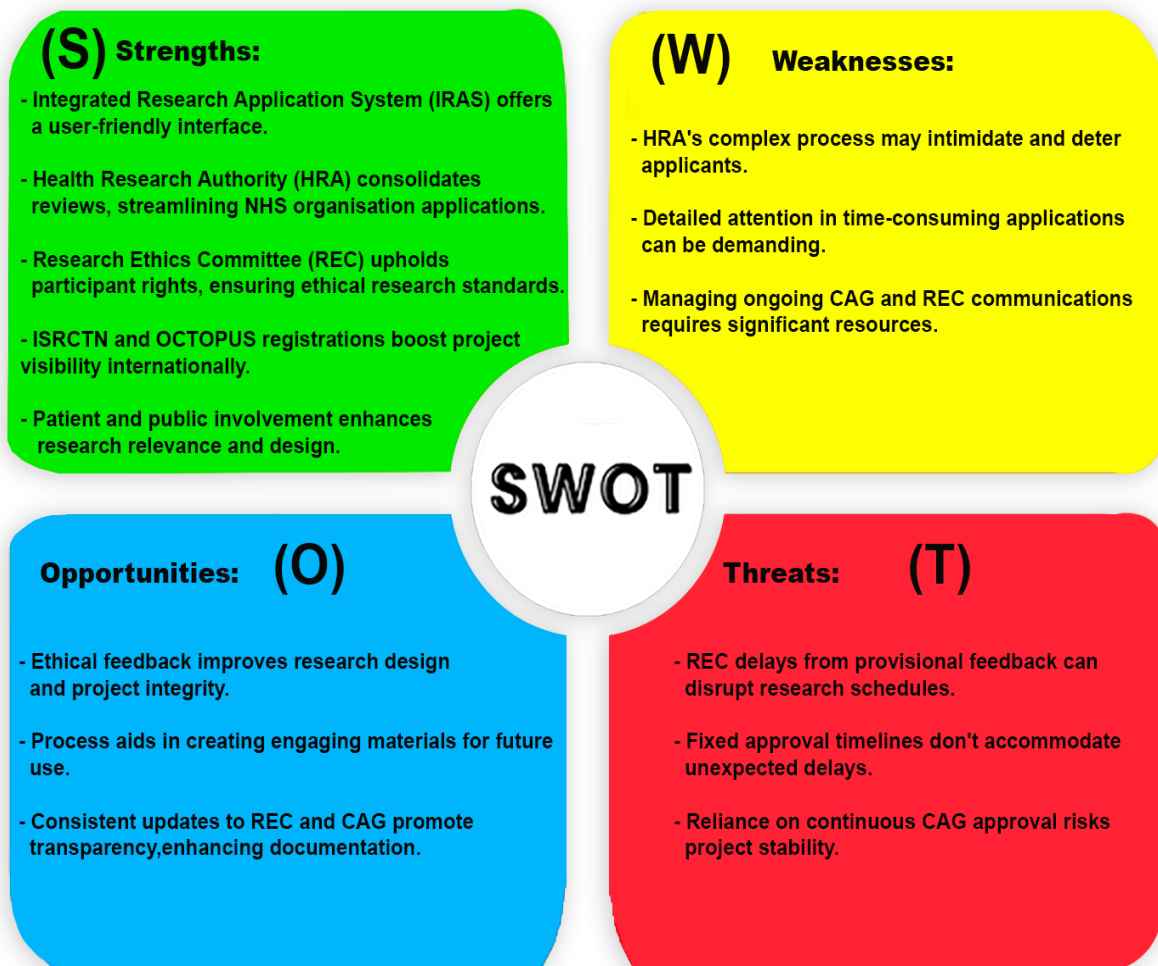 (S) Strengths:
- Integrated Research Application System (IRAS) offers
a user-friendly interface.
- Health Research Authority (HRA) consolidates
reviews, streamlining NHS organisation applications.
- Research Ethics Committee (REC) upholds
participant rights, ensuring ethical research standards.
- ISRCTN and OCTOPUS registrations boost project
visibility internationally.
- Patient and public involvement enhances
research relevance and design.
(W) Weaknesses:
- HRA's complex process may intimidate and deter
applicants.
- Detailed attention in time-consuming applications
can be demanding.
- Managing ongoing CAG and REC communications
requires significant resources.
SWOT
Opportunities: (O)
- Ethical feedback improves research design
and project integrity.
- Process aids in creating engaging materials for future
use.
- Consistent updates to REC and CAG promote
transparency,enhancing documentation.
Threats: (T)
- REC delays from provisional feedback can
disrupt research schedules.
- Fixed approval timelines don't accommodate
unexpected delays.
- Reliance on continuous CAG approval risks
project stability.